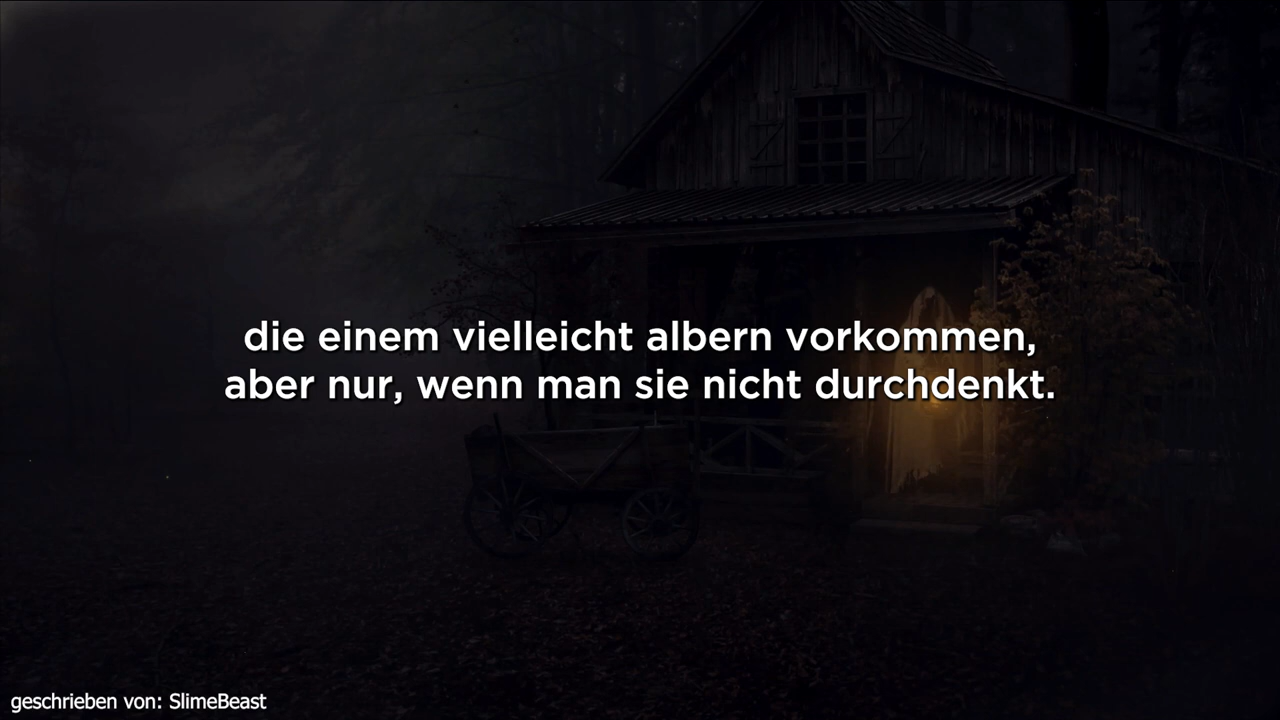 die einem vielleicht albern vorkommen,
aber nur, wenn man sie nicht durchdenkt.
geschrieben von: SlimeBeast